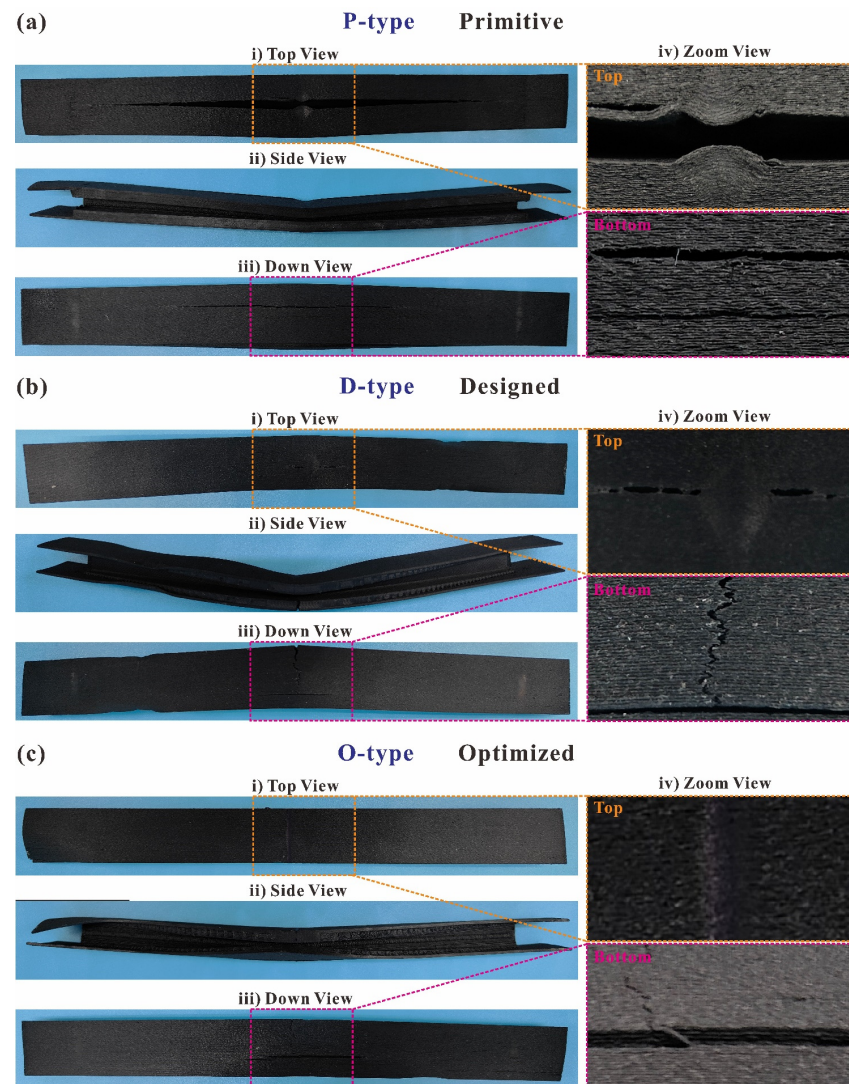 (a) P-type Primitive
i) Top View
iv) Zoom View
Top
ii) Side View
Bottom
iii) Down View
(b) D-type Designed
i) Top View
iv) Zoom View
Top
ii) Side View
Bottom
iii) Down View
(c) O-type Optimized
i) Top View
iv) Zoom View
Top
ii) Side View
Bottom
iii) Down View